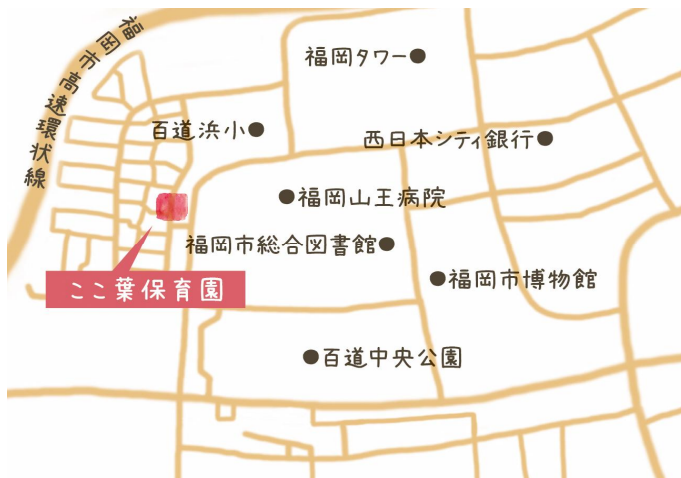 福岡市高速環状線
福岡タワー
百道浜小
西日本シティ銀行
福岡山王病院
福岡市総合図書館
ここ葉保育園
福岡市博物館
百道中央公園